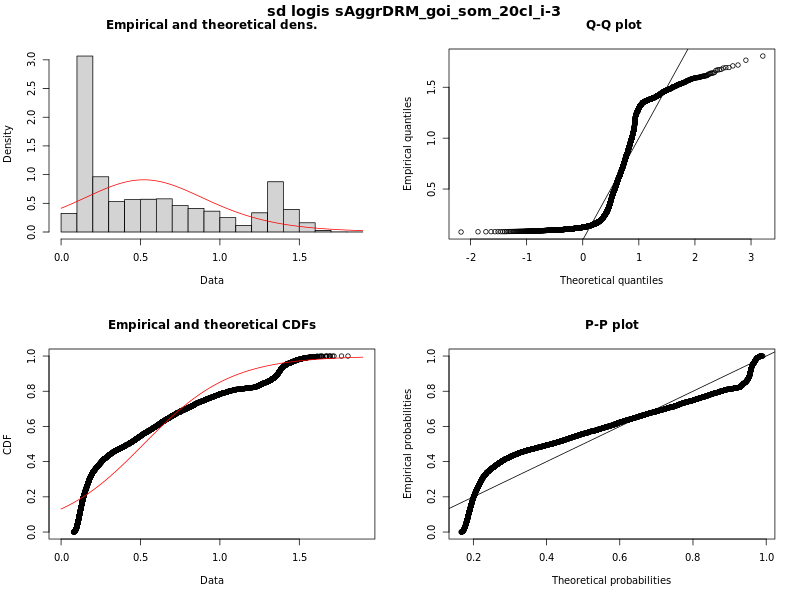 sd logis sAggrDRM_goi_som_20cl_i-3
Empirical and theoretical dens.
Density
0.0 0.5 1.0 1.5 2.0 2.5 3.0
0.0 0.5 1.0 1.5
Data
Q-Q plot
Empirical quantiles
0.5 1.0 1.5
-2 -1 0 1 2 3
Theoretical quantiles
Empirical and theoretical CDFs
CDF
0.0 0.2 0.4 0.6 0.8 1.0
0.0 0.5 1.0 1.5
Data
P-P plot
Empirical probabilities
0.0 0.2 0.4 0.6 0.8 1.0
0.2 0.4 0.6 0.8 1.0
Theoretical probabilities